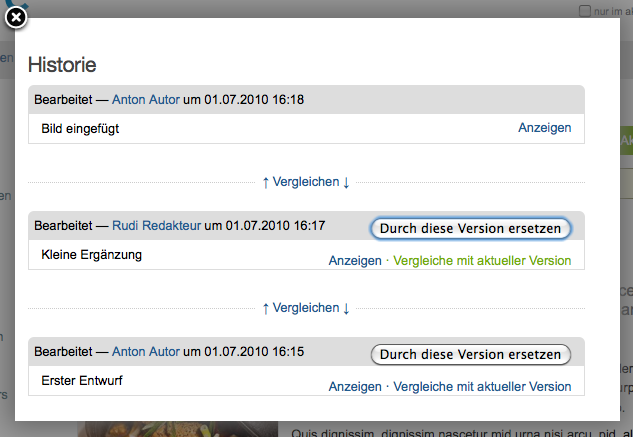 nur im a
en
Historie
Bearbeitet — Anton Autor um 01.07.2010 16:18
Bild eingefügt
Anzeigen
↑ Vergleichen ↓
Bearbeitet — Rudi Redakteur um 01.07.2010 16:17
Durch diese Version ersetzen
Kleine Ergänzung
Anzeigen · Vergleiche mit aktueller Version
↑ Vergleichen ↓
Bearbeitet — Anton Autor um 01.07.2010 16:15
Durch diese Version ersetzen
Erster Entwurf
Anzeigen · Vergleiche mit aktueller Version
Quis dignissim, dignissim nascetur mid urna nisi arcu, nid, a